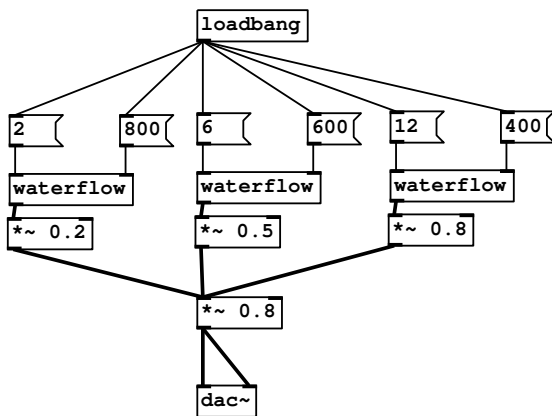 loadbang
2 800 6 600 12 400
waterflow waterflow waterflow
*~ 0.2 *~ 0.5 *~ 0.8
*~ 0.8
dac~